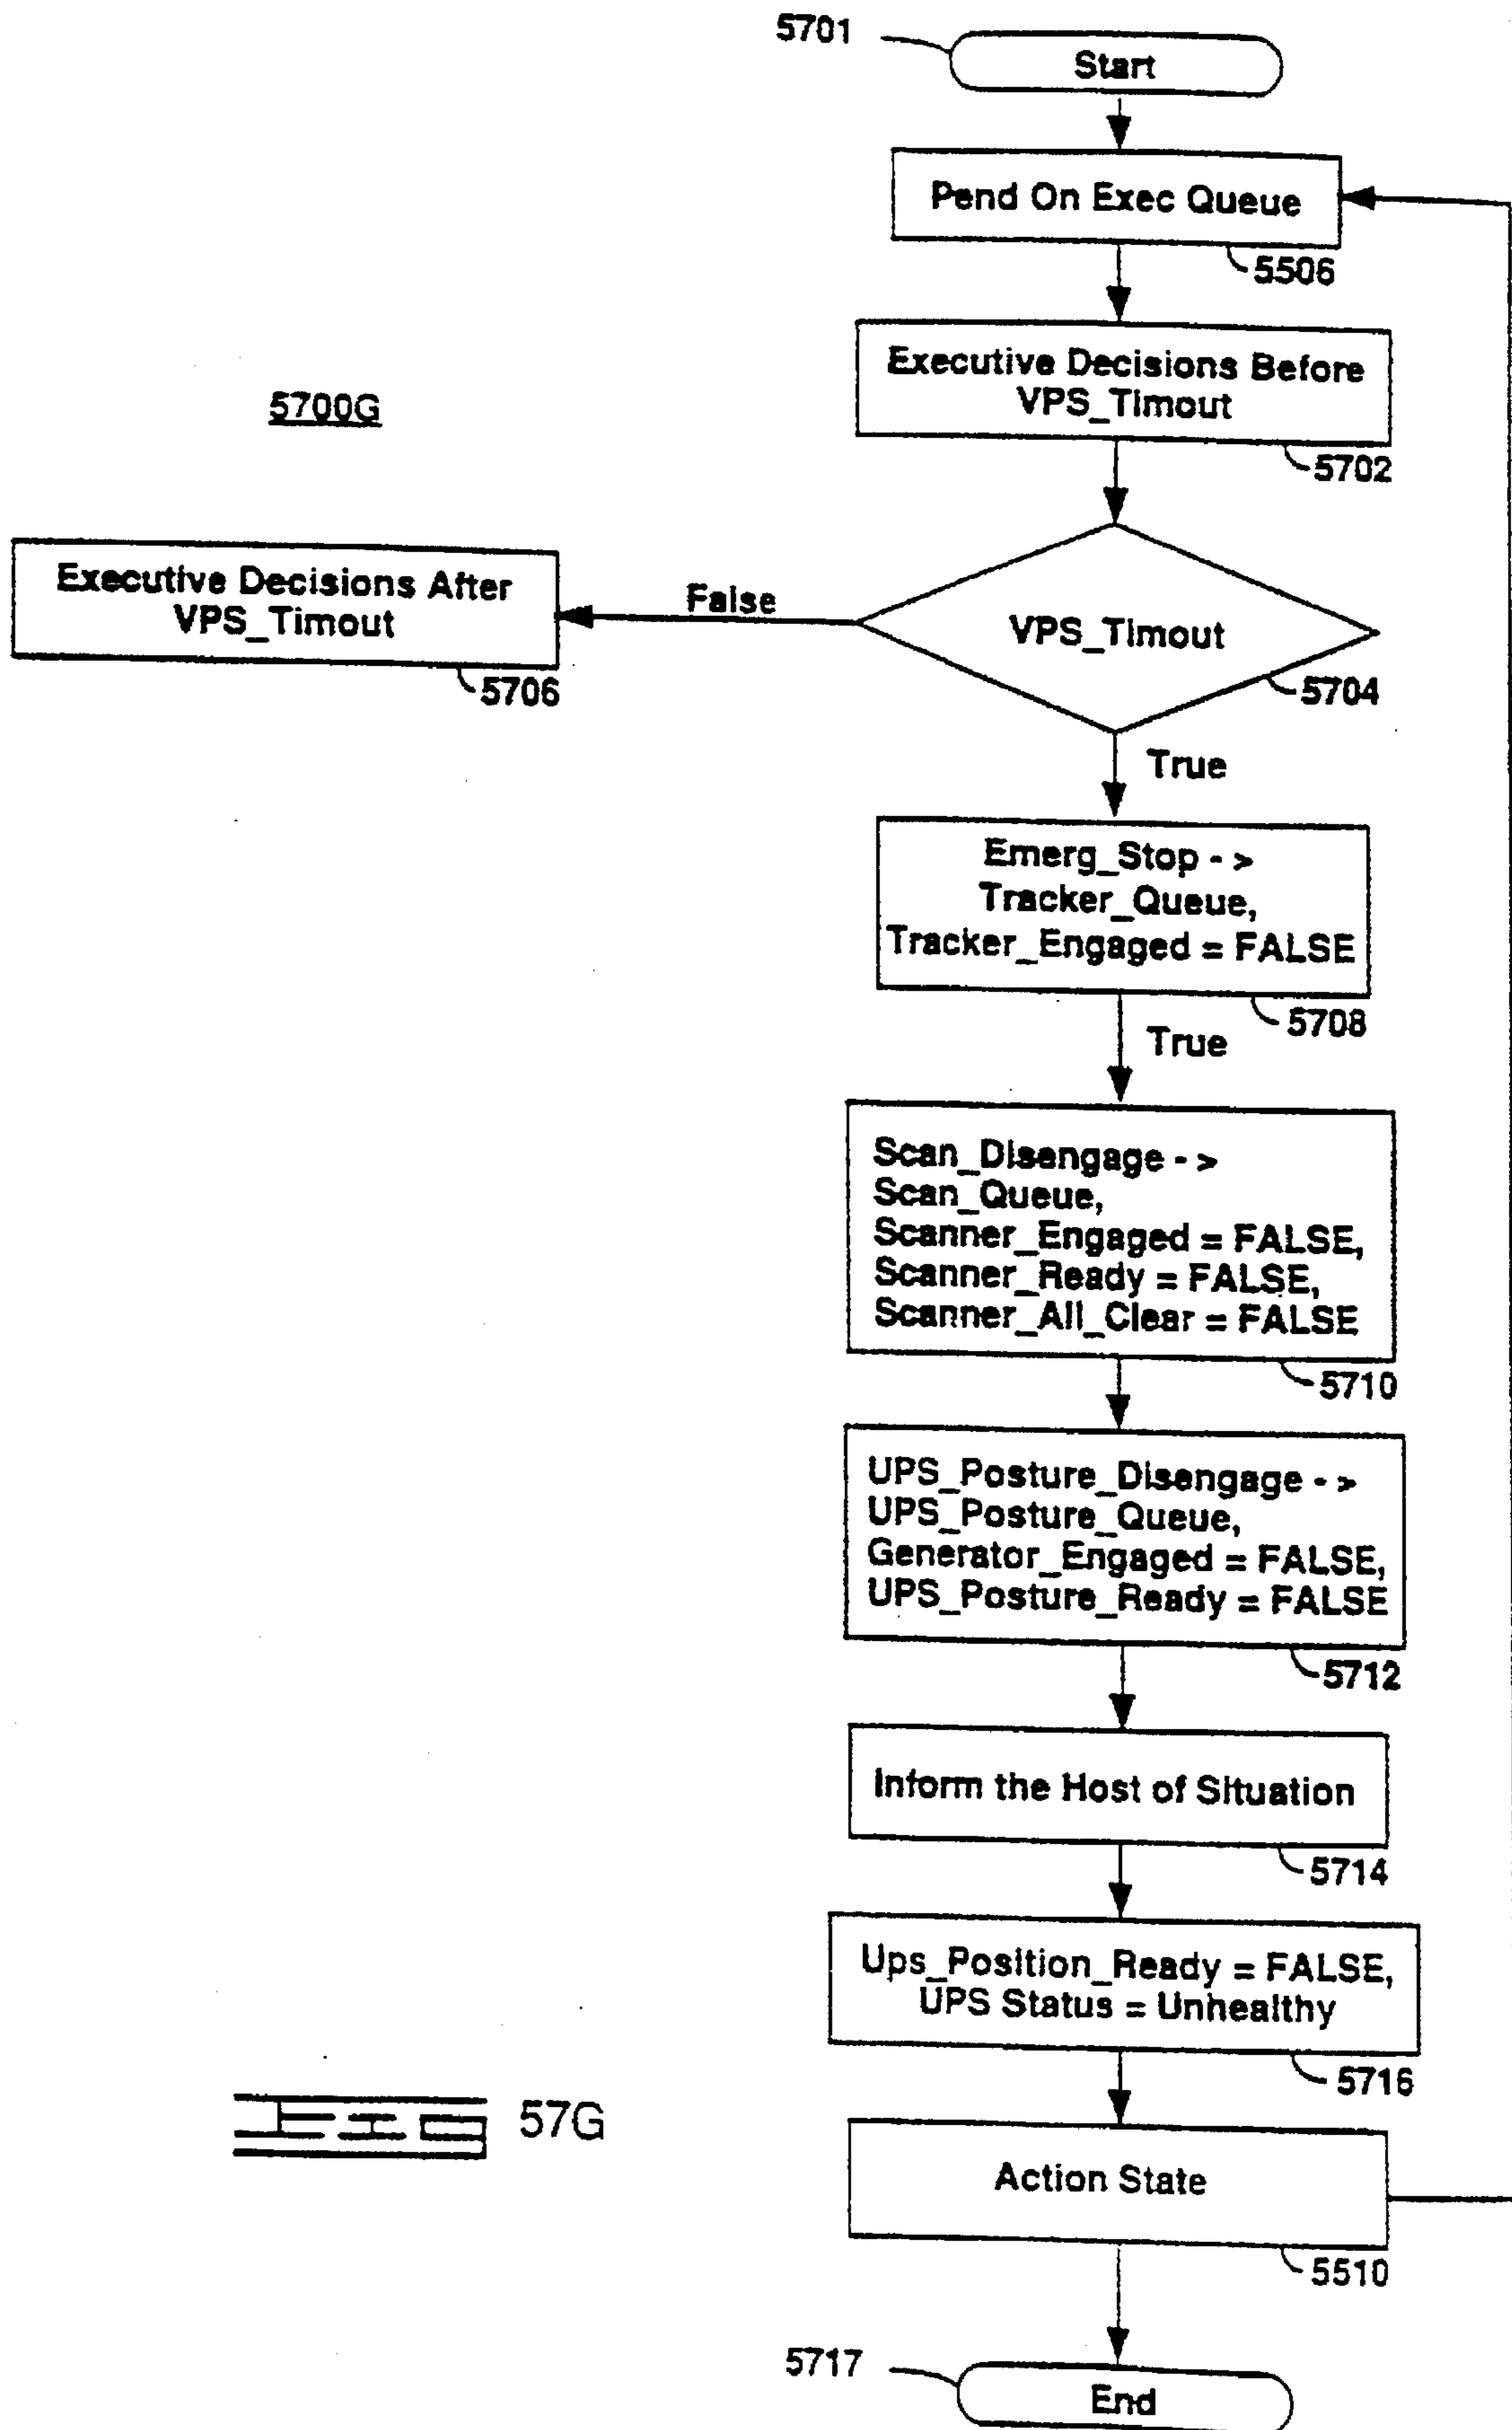 5701
Start
Pend On Exec Queue
5506
Executive Decisions Before
VPS_Timout
5702
5700G
Executive Decisions After
VPS_Timout
5706
False
VPS_Timout
5704
True
Emerg_Stop - >
Tracker_Queue,
Tracker_Engaged = FALSE
5708
True
Scan_Disengage - >
Scan_Queue,
Scanner_Engaged = FALSE,
Scanner_Ready = FALSE,
Scanner_All_Clear = FALSE
5710
UPS_Posture_Disengage - >
UPS_Posture_Queue,
Generator_Engaged = FALSE,
UPS_Posture_Ready = FALSE
5712
Inform the Host of Situation
5714
Ups_Position_Ready = FALSE,
UPS Status = Unhealthy
5716
FIG 57G
Action State
5510
5717
End